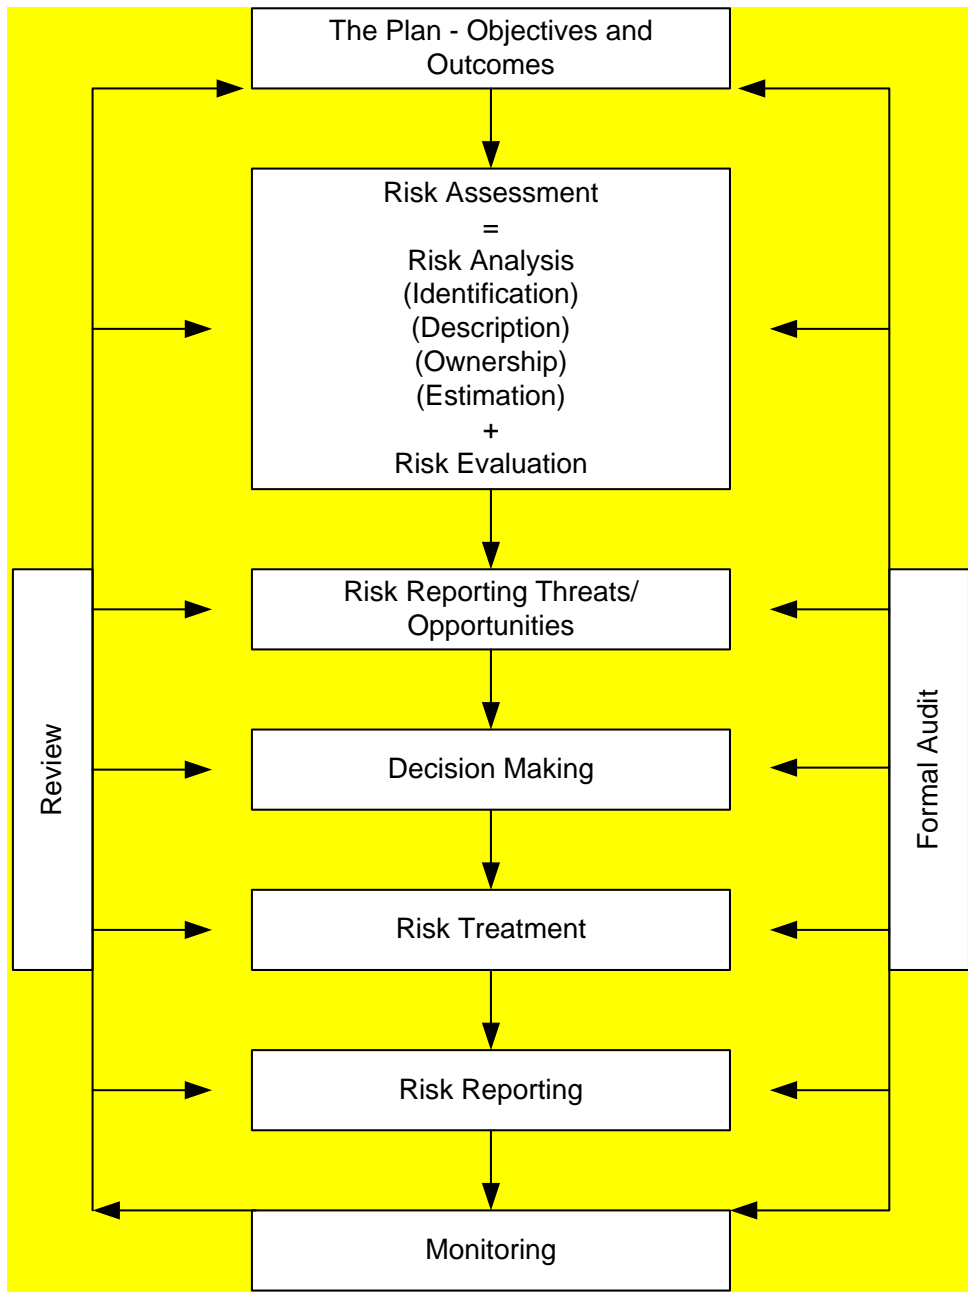 The Plan - Objectives and
Outcomes
Risk Assessment
=
Risk Analysis
(Identification)
(Description)
(Ownership)
(Estimation)
+
Risk Evaluation
Risk Reporting Threats/
Opportunities
Review
Formal Audit
Decision Making
Risk Treatment
Risk Reporting
Monitoring